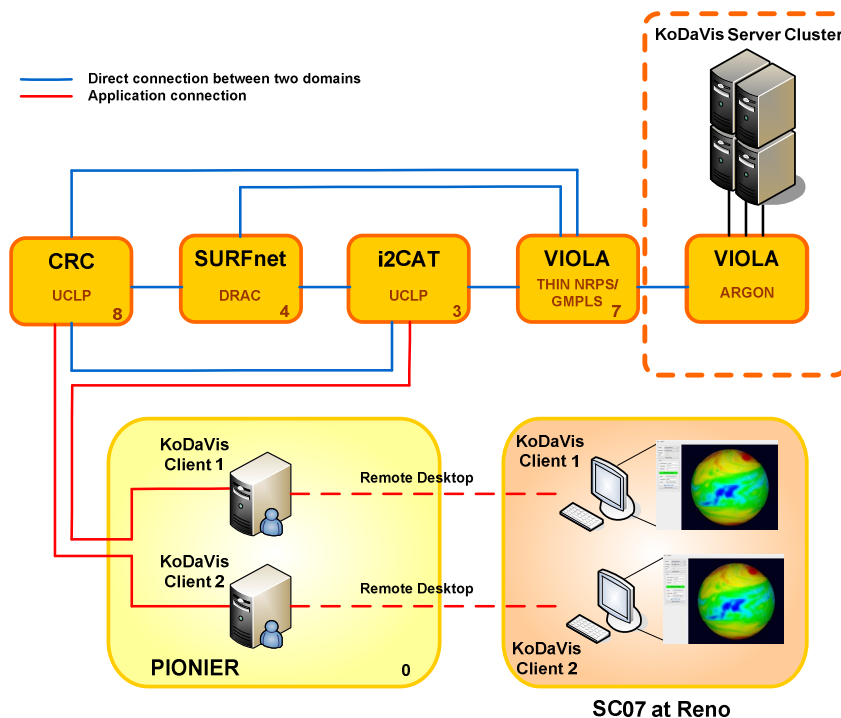 KoDaVis Server Cluster
Direct connection between two domains
Application connection
CRC
UCLP
8
SURFnet
DRAC
4
i2CAT
UCLP
3
VIOLA
THIN NRPS/
GMPLS
7
VIOLA
ARGON
KoDaVis
Client 1
Remote Desktop
KoDaVis
Client 1
KoDaVis
Client 2
Remote Desktop
KoDaVis
Client 2
PIONIER
0
SC07 at Reno